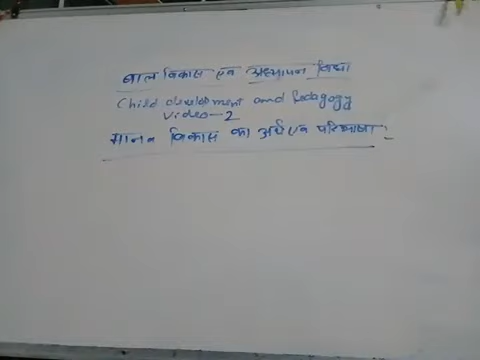 बाल विकास एवं अध्यापन विद्या
Child development and Pedagogy
Video-2
मानव विकास का अर्थ एवं परिभाषा :-